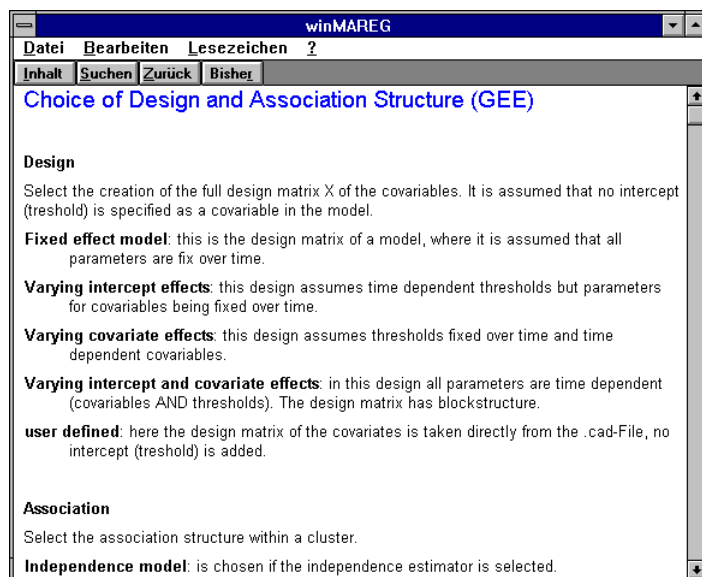 winMAREG
Datei Bearbeiten Lesezeichen ?
Inhalt Suchen Zurück Bisher
Choice of Design and Association Structure (GEE)
Design
Select the creation of the full design matrix X of the covariables. It is assumed that no intercept
(treshold) is specified as a covariable in the model.
Fixed effect model: this is the design matrix of a model, where it is assumed that all
parameters are fix over time.
Varying intercept effects: this design assumes time dependent thresholds but parameters
for covariables being fixed over time.
Varying covariate effects: this design assumes thresholds fixed over time and time
dependent covariables.
Varying intercept and covariate effects: in this design all parameters are time dependent
(covariables AND thresholds). The design matrix has blockstructure.
user defined: here the design matrix of the covariates is taken directly from the .cad-File, no
intercept (treshold) is added.
Association
Select the association structure within a cluster.
Independence model: is chosen if the independence estimator is selected.